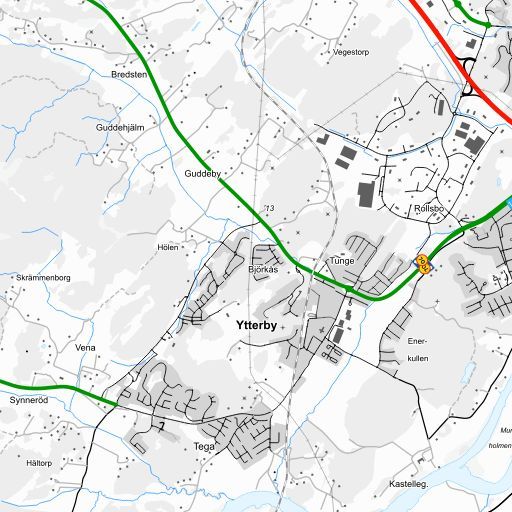 Vegestorp
Bredsten
Guddehjälm
Guddeby
Rollsbo
13
Hölen
Tunge
Björkås
Skrämmenborg
Ytterby
Ener-
kullen
Vena
Synneröd
Tega
Hältorp
Kastelleg.
holmen